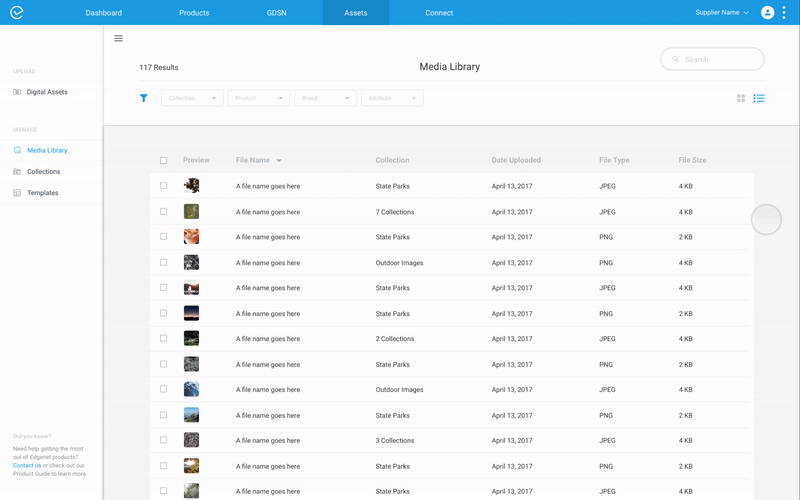 Dashboard Products GDSN Assets Connect Supplier Name
117 Results Media Library Search
UPLOAD
Digital Assets
Collection Product Brand Attribute
MANAGE
Media Library
Collections
Templates
Did you know?
Need help getting the most
out of Edgenet products?
Contact us or check out our
Product Guide to learn more.
Preview File Name Collection Date Uploaded File Type File Size
A file name goes here State Parks April 13, 2017 JPEG 4 KB
A file name goes here 7 Collections April 13, 2017 JPEG 4 KB
A file name goes here State Parks April 13, 2017 PNG 2 KB
A file name goes here Outdoor Images April 13, 2017 PNG 4 KB
A file name goes here State Parks April 13, 2017 JPEG 4 KB
A file name goes here State Parks April 13, 2017 PNG 2 KB
A file name goes here 2 Collections April 13, 2017 JPEG 4 KB
A file name goes here State Parks April 13, 2017 PNG 2 KB
A file name goes here Outdoor Images April 13, 2017 JPEG 4 KB
A file name goes here State Parks April 13, 2017 PNG 2 KB
A file name goes here 3 Collections April 13, 2017 JPEG 4 KB
A file name goes here State Parks April 13, 2017 PNG 2 KB
A file name goes here State Parks April 13, 2017 JPEG 4 KB